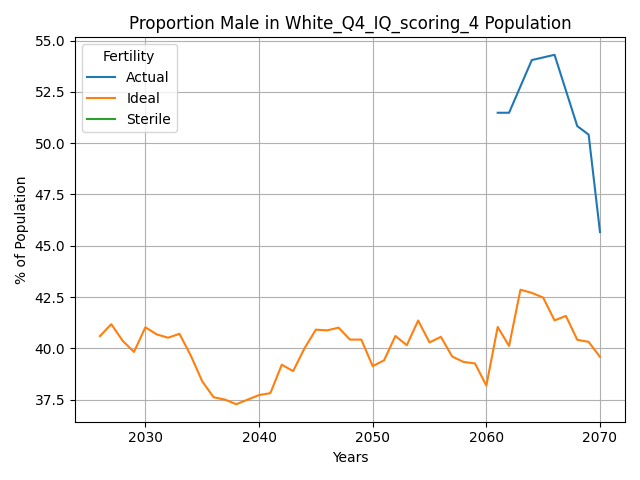 Proportion Male in White_Q4_IQ_scoring_4 Population
Fertility
Actual
Ideal
Sterile
% of Population
55.0
52.5
50.0
47.5
45.0
42.5
40.0
37.5
2030 2040 2050 2060 2070
Years